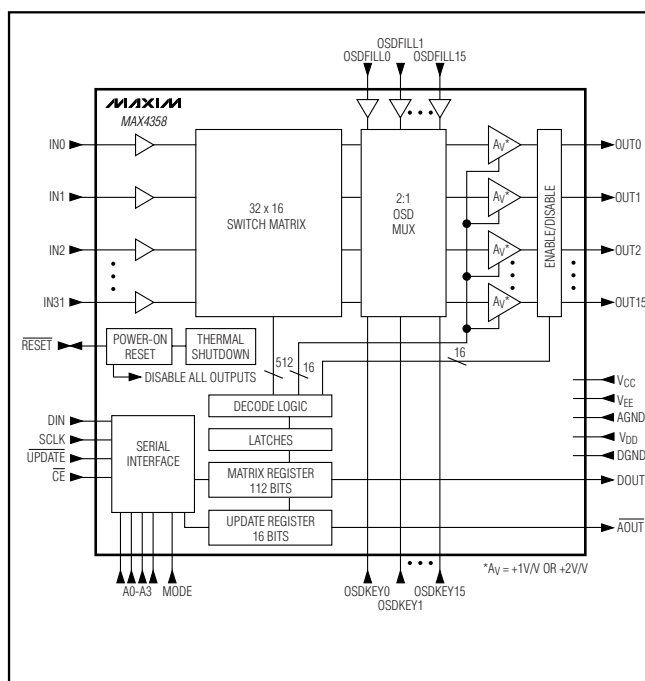 OSDFILL1
OSDFILL0 OSDFILL15
MAXIM
MAX4358
IN0
IN1
IN2
IN31
32 x 16
SWITCH MATRIX
2:1
OSD
MUX
AV*
AV*
AV*
AV*
ENABLE/DISABLE
OUT0
OUT1
OUT2
OUT15
RESET
POWER-ON
RESET
THERMAL
SHUTDOWN
DISABLE ALL OUTPUTS
512
16
16
DECODE LOGIC
LATCHES
MATRIX REGISTER
112 BITS
UPDATE REGISTER
16 BITS
DIN
SCLK
UPDATE
CE
SERIAL
INTERFACE
VCC
VEE
AGND
VDD
DGND
DOUT
AOUT
A0-A3 MODE
OSDKEY0 OSDKEY15
OSDKEY1
*AV = +1V/V OR +2V/V